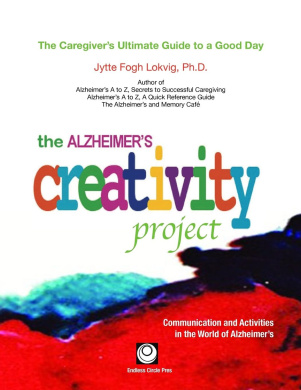 The Caregiver's Ultimate Guide to a Good Day
Jytte Fogh Lokvig, Ph.D.
Author of
Alzheimer's A to Z, Secrets to Successful Caregiving
Alzheimer's A to Z, A Quick Reference Guide
The Alzheimer's and Memory Café
the ALZHEIMER'S
creativity
project
Communication and Activities
in the World of Alzheimer's
Endless Circle Pres